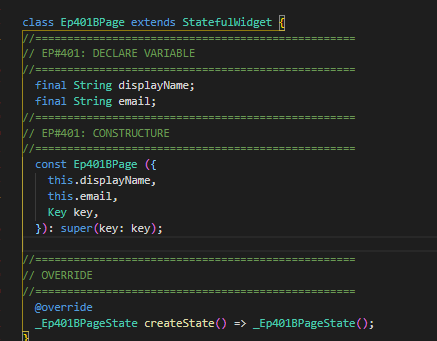 class Ep401BPage extends StatefulWidget {
//==================================================
// EP#401: DECLARE VARIABLE
//==================================================
final String displayName;
final String email;
//==================================================
// EP#401: CONSTRUCTURE
//==================================================
const Ep401BPage ({
this.displayName,
this.email,
Key key,
}): super(key: key);
//==================================================
// OVERRIDE
//==================================================
@override
_Ep401BPageState createState() => _Ep401BPageState();
}